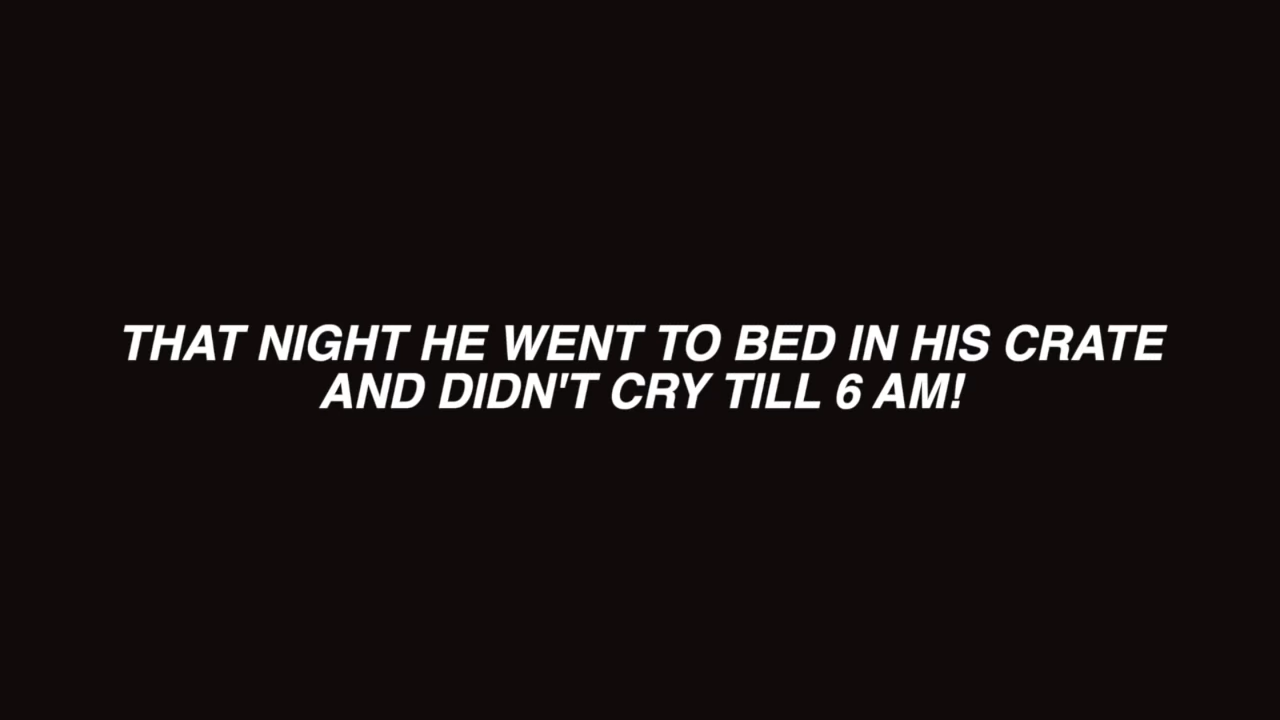 THAT NIGHT HE WENT TO BED IN HIS CRATE
AND DIDN'T CRY TILL 6 AM!